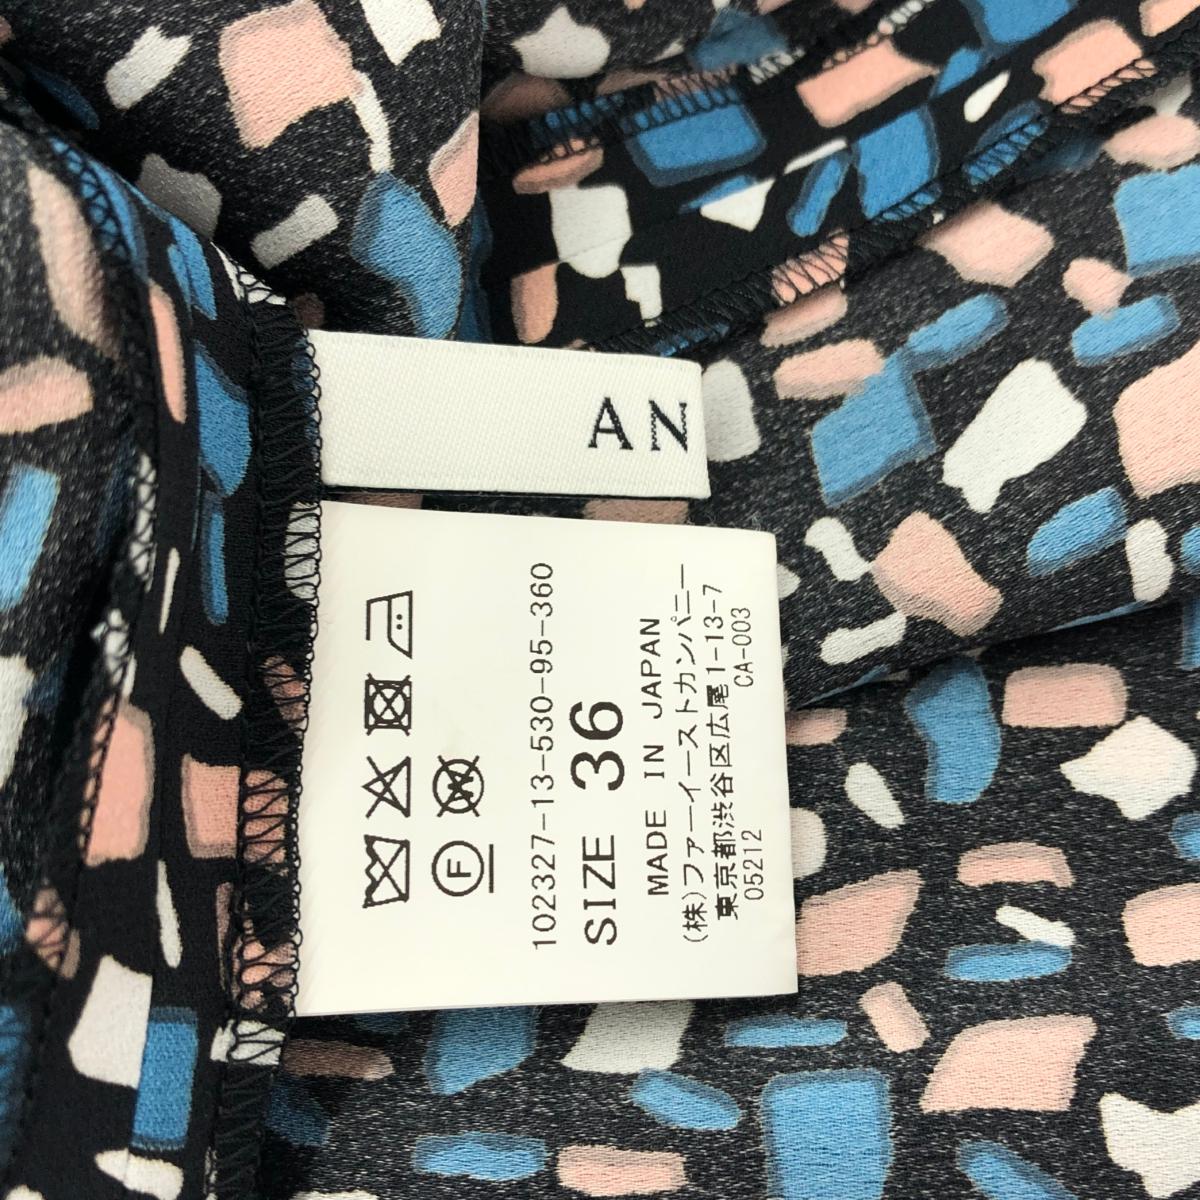 AN
102327-13-530-95-360
SIZE 36
MADE IN JAPAN
(株)ファーイーストカンパニー
東京都渋谷区広尾1-13-7
05212 CA-003
F
W